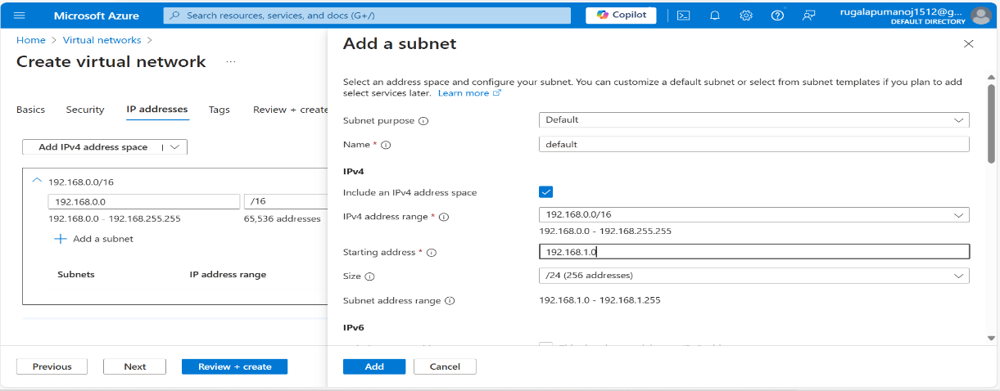 Microsoft Azure
Search resources, services, and docs (G+/)
Copilot
rugalapumanoj1512@g...
DEFAULT DIRECTORY
Home > Virtual networks >
Create virtual network ...
Basics Security IP addresses Tags Review + create
Add IPv4 address space
192.168.0.0/16
192.168.0.0 /16
192.168.0.0 - 192.168.255.255 65,536 addresses
Add a subnet
Subnets IP address range
Previous Next Review + create
Add a subnet
Select an address space and configure your subnet. You can customize a default subnet or select from subnet templates if you plan to add
select services later. Learn more
Subnet purpose Default
Name * default
IPv4
Include an IPv4 address space
IPv4 address range * 192.168.0.0/16
192.168.0.0 - 192.168.255.255
Starting address * 192.168.1.0
Size /24 (256 addresses)
Subnet address range 192.168.1.0 - 192.168.1.255
IPv6
Add Cancel